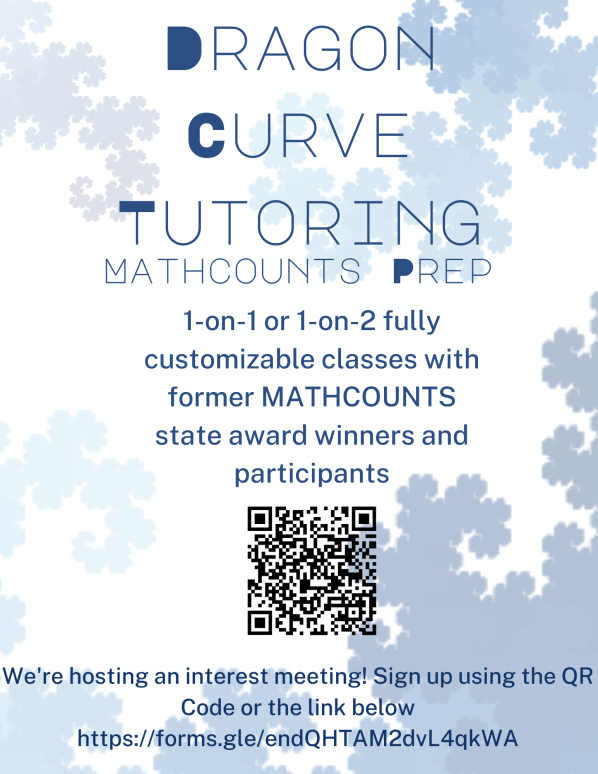 DRAGON
CURVE
TUTORING
MATHCOUNTS PREP
1-on-1 or 1-on-2 fully
customizable classes with
former MATHCOUNTS
state award winners and
participants
We're hosting an interest meeting! Sign up using the QR
Code or the link below
https://forms.gle/endQHTAM2dvL4qkWA